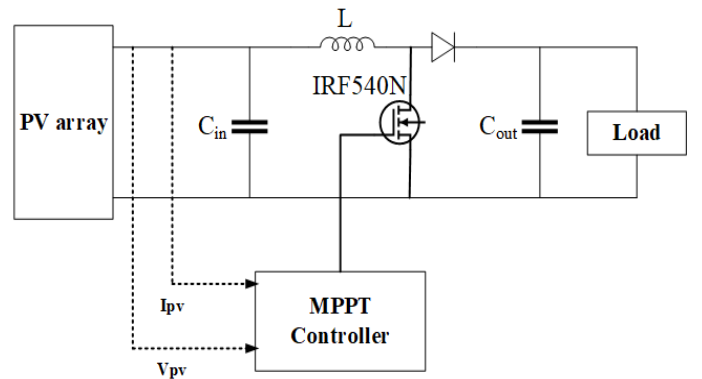 L
IRF540N
PV array
Cin
Cout
Load
Ipv
MPPT
Controller
Vpv